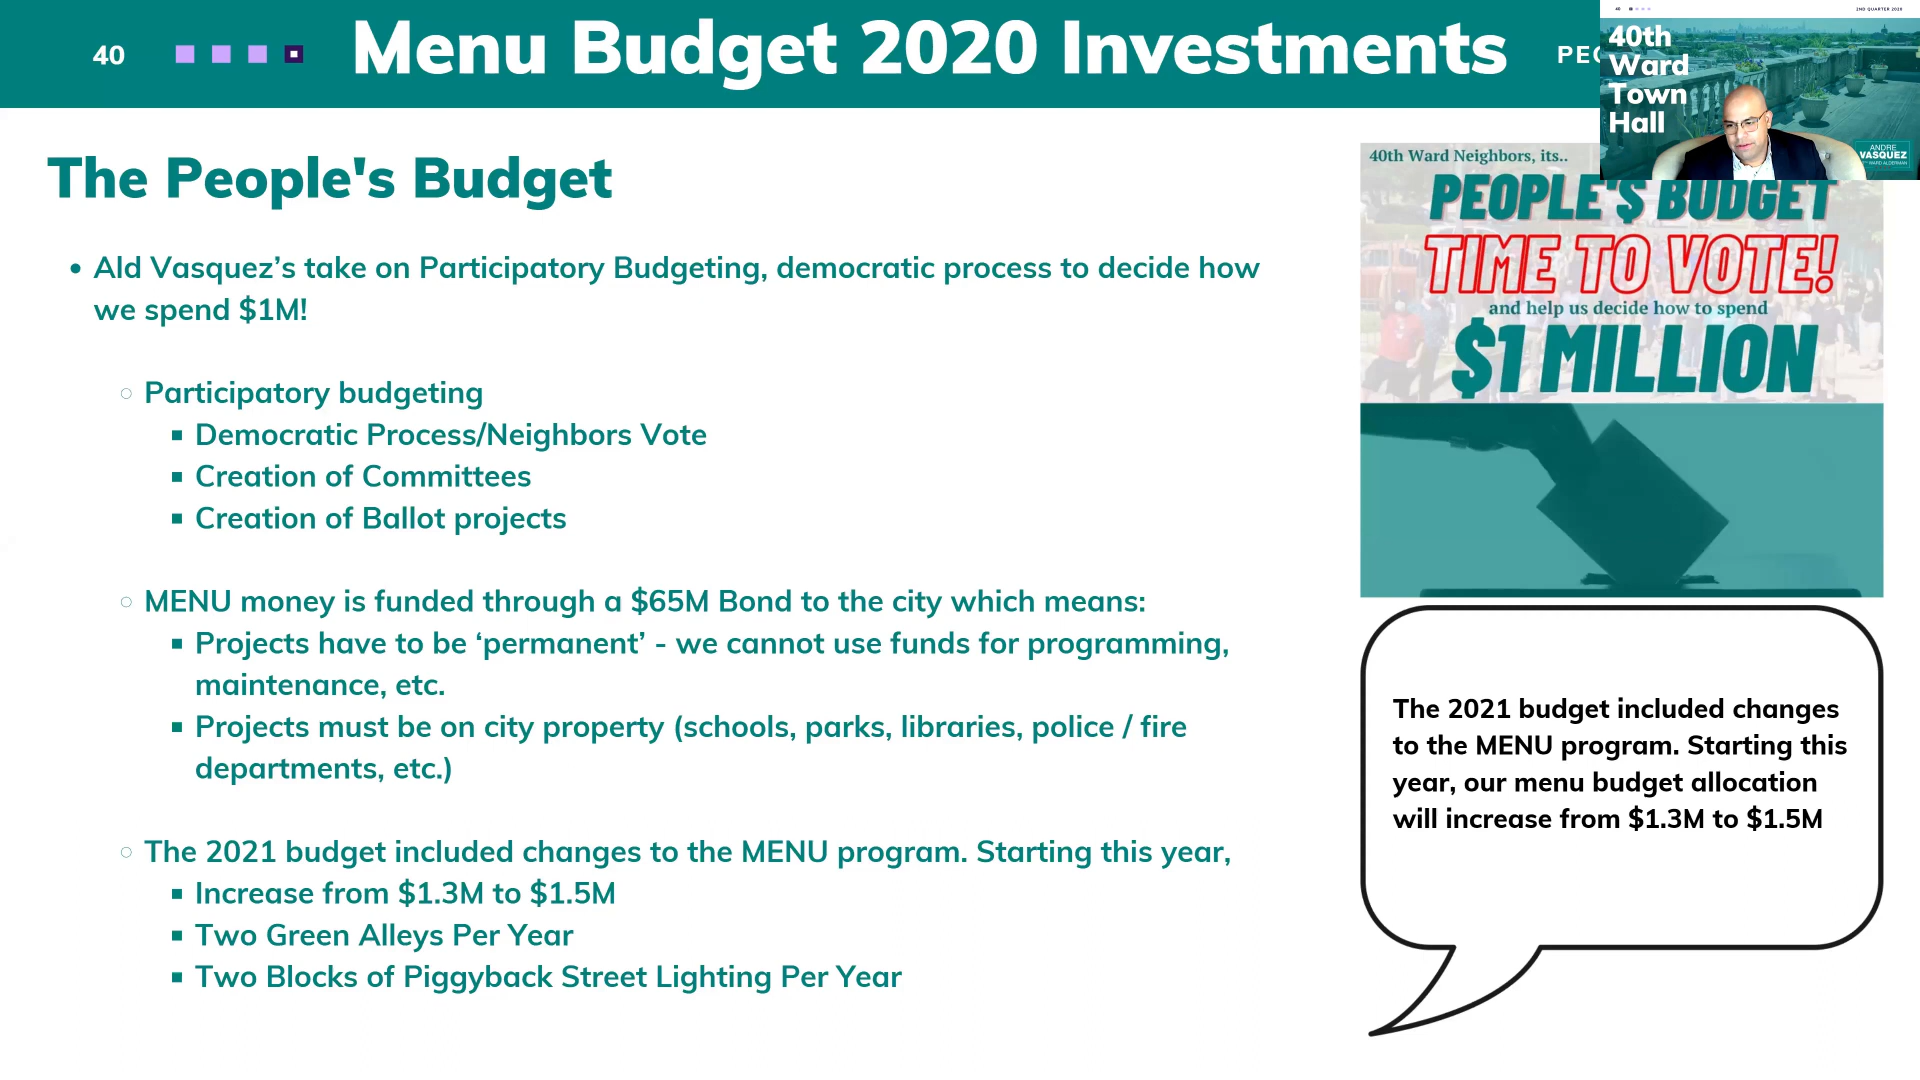 40
Menu Budget 2020 Investments
40
2ND QUARTER 2020
40th
Ward
Town
Hall
ANDRE
VASQUEZ
WARD ALDERMAN
The People's Budget
• Ald Vasquez’s take on Participatory Budgeting, democratic process to decide how
we spend $1M!
○ Participatory budgeting
▪ Democratic Process/Neighbors Vote
▪ Creation of Committees
▪ Creation of Ballot projects
○ MENU money is funded through a $65M Bond to the city which means:
▪ Projects have to be ‘permanent’ - we cannot use funds for programming,
maintenance, etc.
▪ Projects must be on city property (schools, parks, libraries, police / fire
departments, etc.)
○ The 2021 budget included changes to the MENU program. Starting this year,
▪ Increase from $1.3M to $1.5M
▪ Two Green Alleys Per Year
▪ Two Blocks of Piggyback Street Lighting Per Year
40th Ward Neighbors, its..
PEOPLE'S BUDGET
TIME TO VOTE!
and help us decide how to spend
$1 MILLION
The 2021 budget included changes
to the MENU program. Starting this
year, our menu budget allocation
will increase from $1.3M to $1.5M